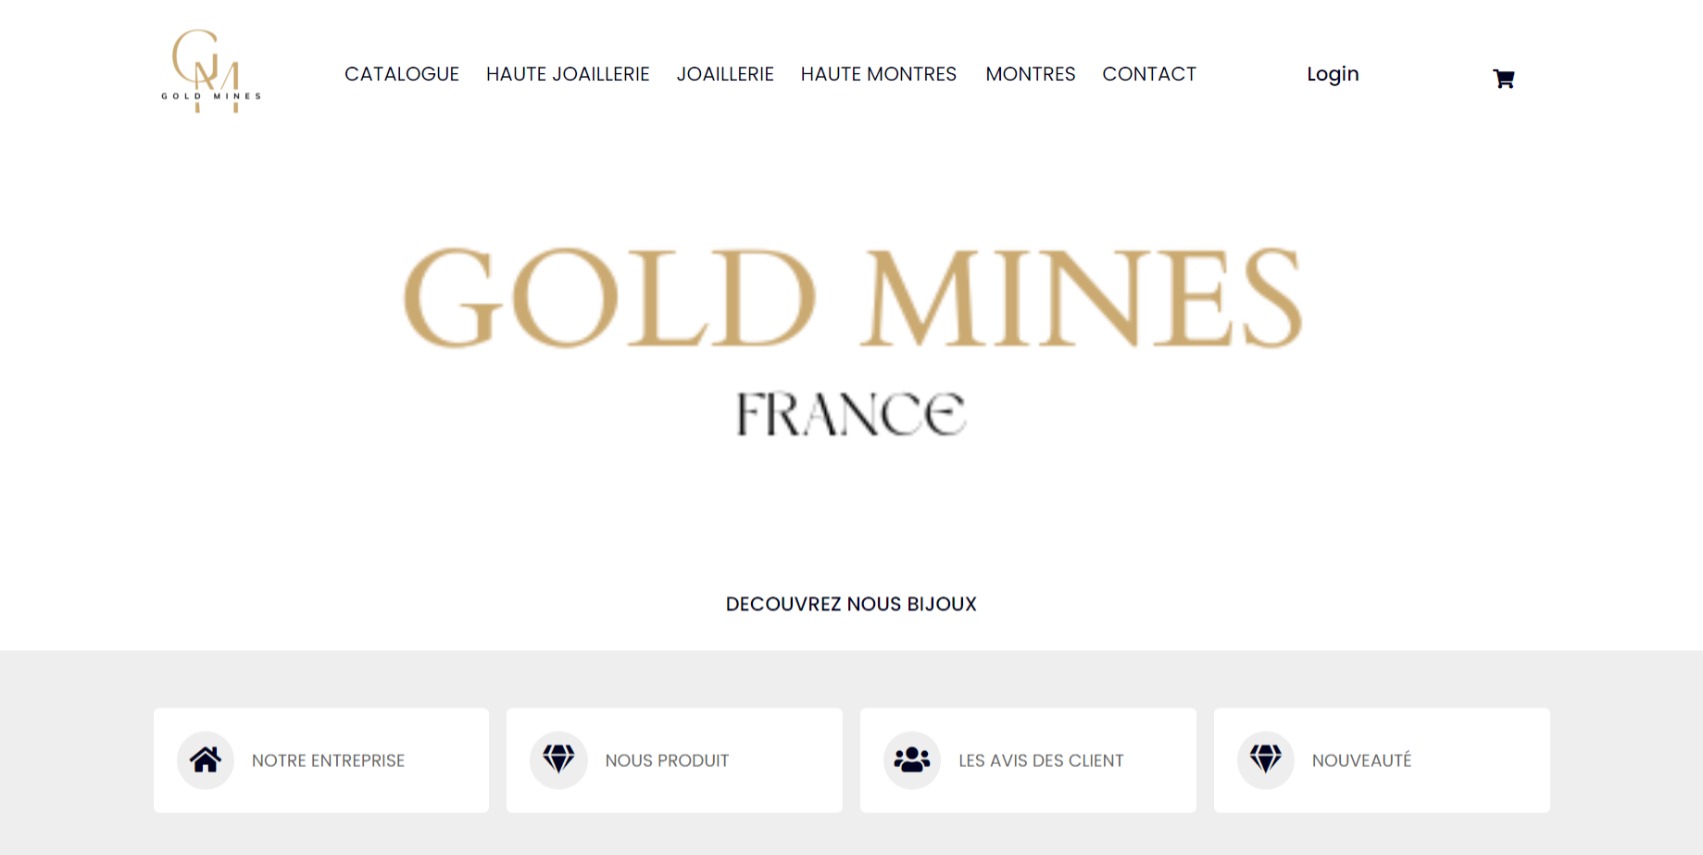 GM
GOLD MINES
CATALOGUE HAUTE JOAILLERIE JOAILLERIE HAUTE MONTRES MONTRES CONTACT Login
GOLD MINES
FRANCE
DECOUVREZ NOUS BIJOUX
NOTRE ENTREPRISE NOUS PRODUIT LES AVIS DES CLIENT NOUVEAUTÉ